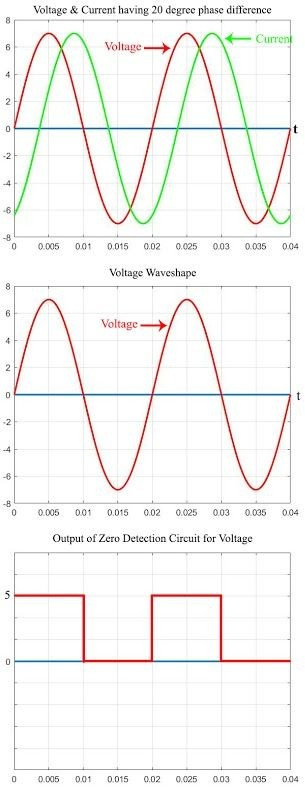 Voltage & Current having 20 degree phase difference
8
Current
Voltage
6
4
2
0
t
-2
-4
-6
-8
0 0.005 0.01 0.015 0.02 0.025 0.03 0.035 0.04
Voltage Waveshape
8
6
Voltage
4
2
0
t
-2
-4
-6
-8
0 0.005 0.01 0.015 0.02 0.025 0.03 0.035 0.04
Output of Zero Detection Circuit for Voltage
5
0
0 0.005 0.01 0.015 0.02 0.025 0.03 0.035 0.04